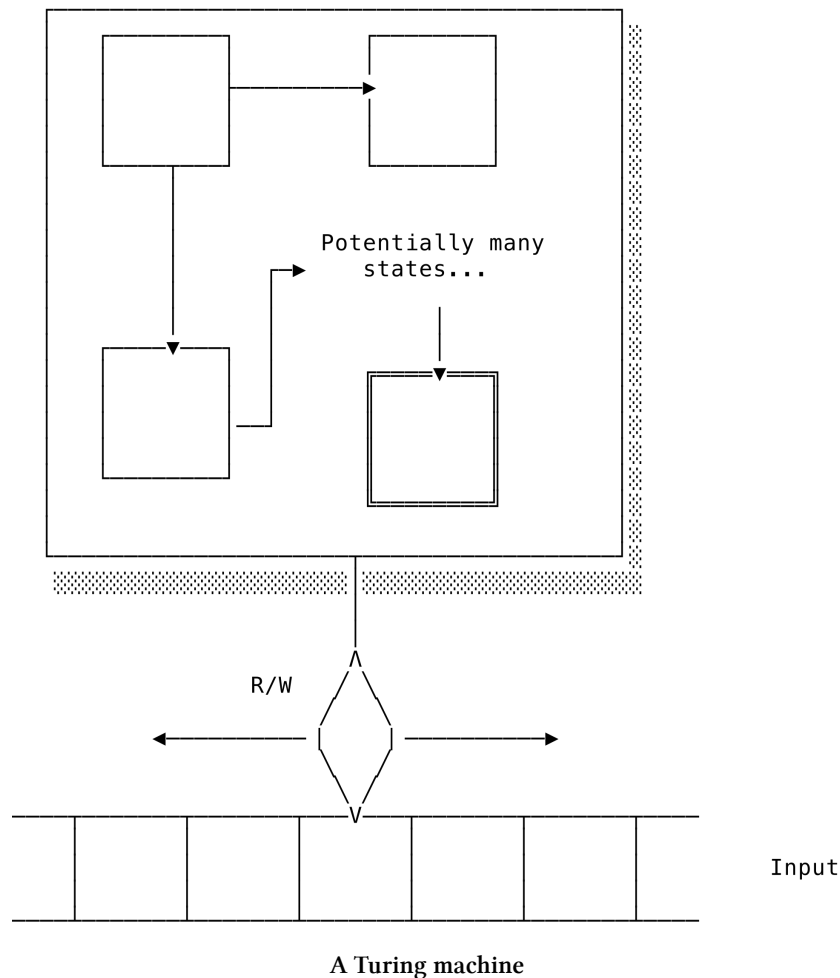 Potentially many
states...
R/W
Input
A Turing machine